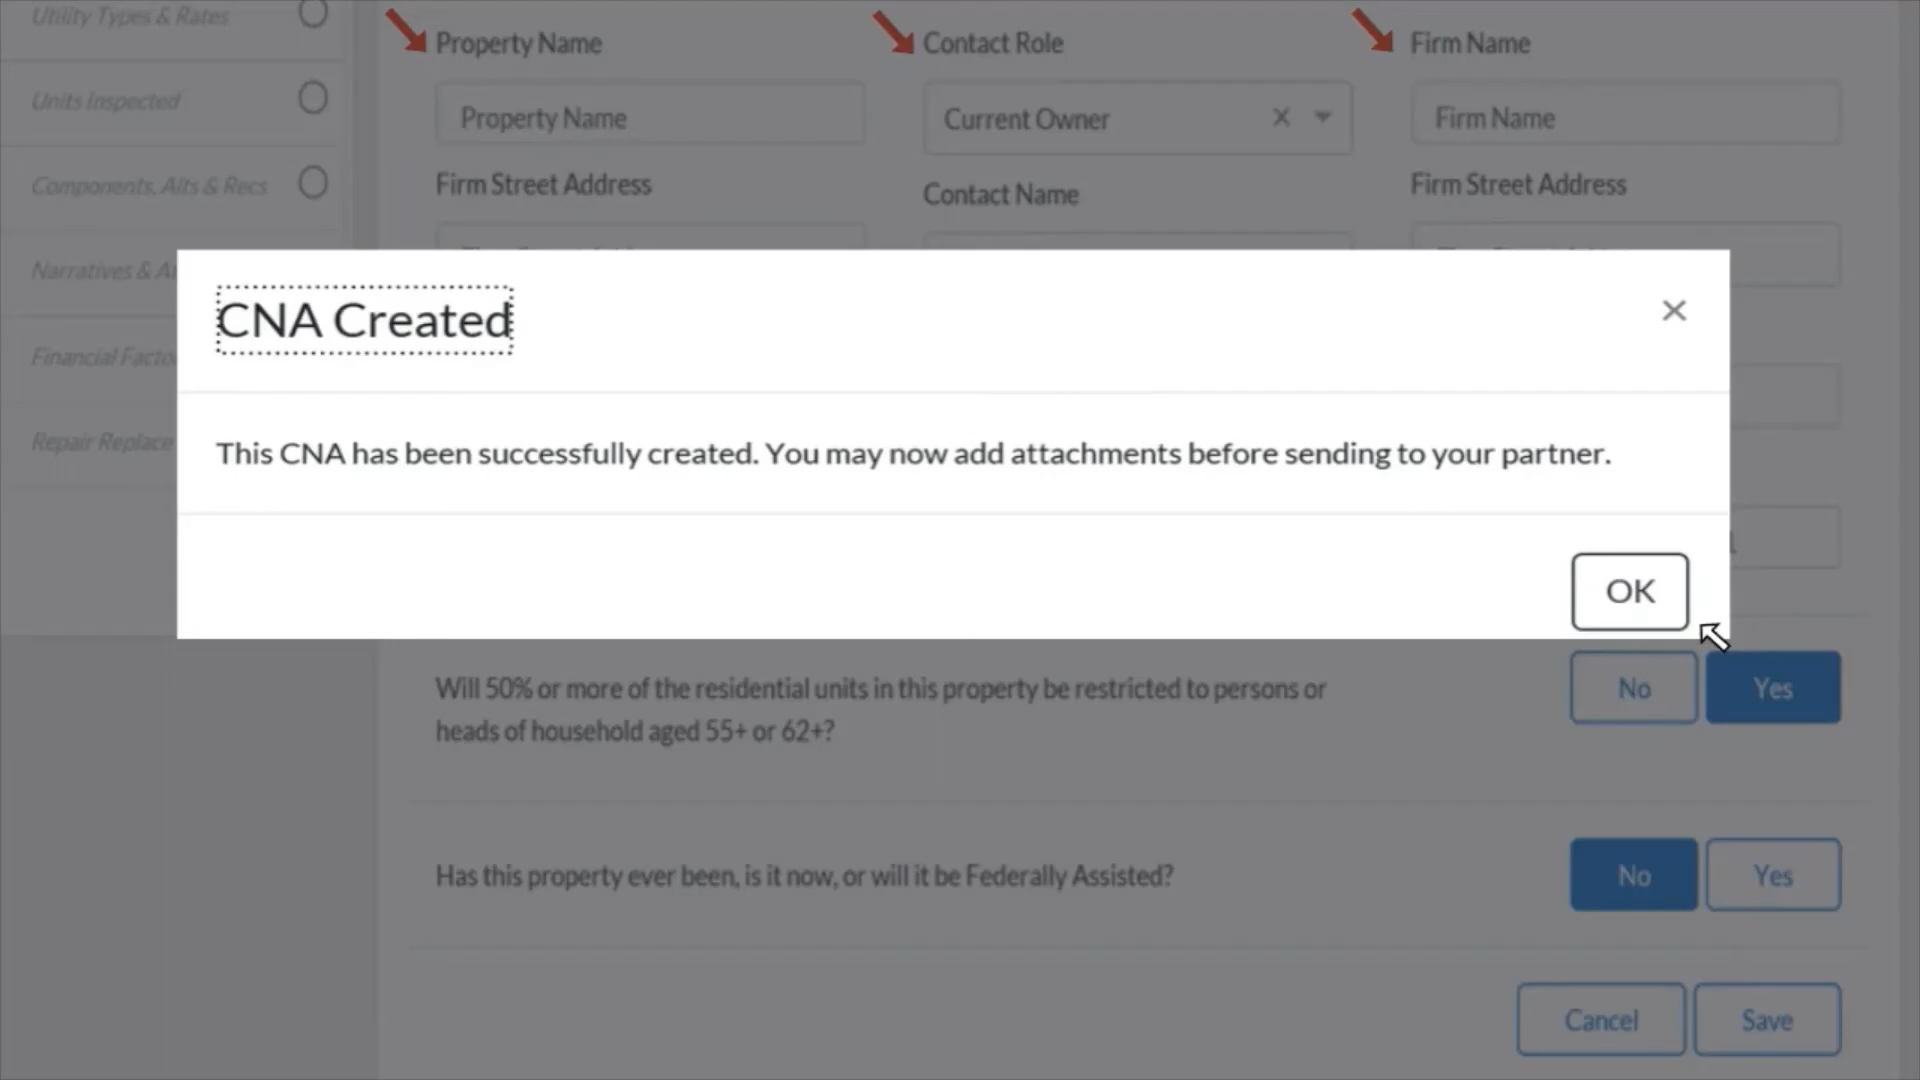 Utility Types & Rates
Property Name
Contact Role
Firm Name
Units Inspected
Property Name
Current Owner
Firm Name
Components, Alts & Recs
Firm Street Address
Contact Name
Firm Street Address
Narratives &
CNA Created
Financial
This CNA has been successfully created. You may now add attachments before sending to your partner.
Repair Replace
OK
Will 50% or more of the residential units in this property be restricted to persons or
heads of household aged 55+ or 62+?
No
Yes
Has this property ever been, is it now, or will it be Federally Assisted?
No
Yes
Cancel
Save